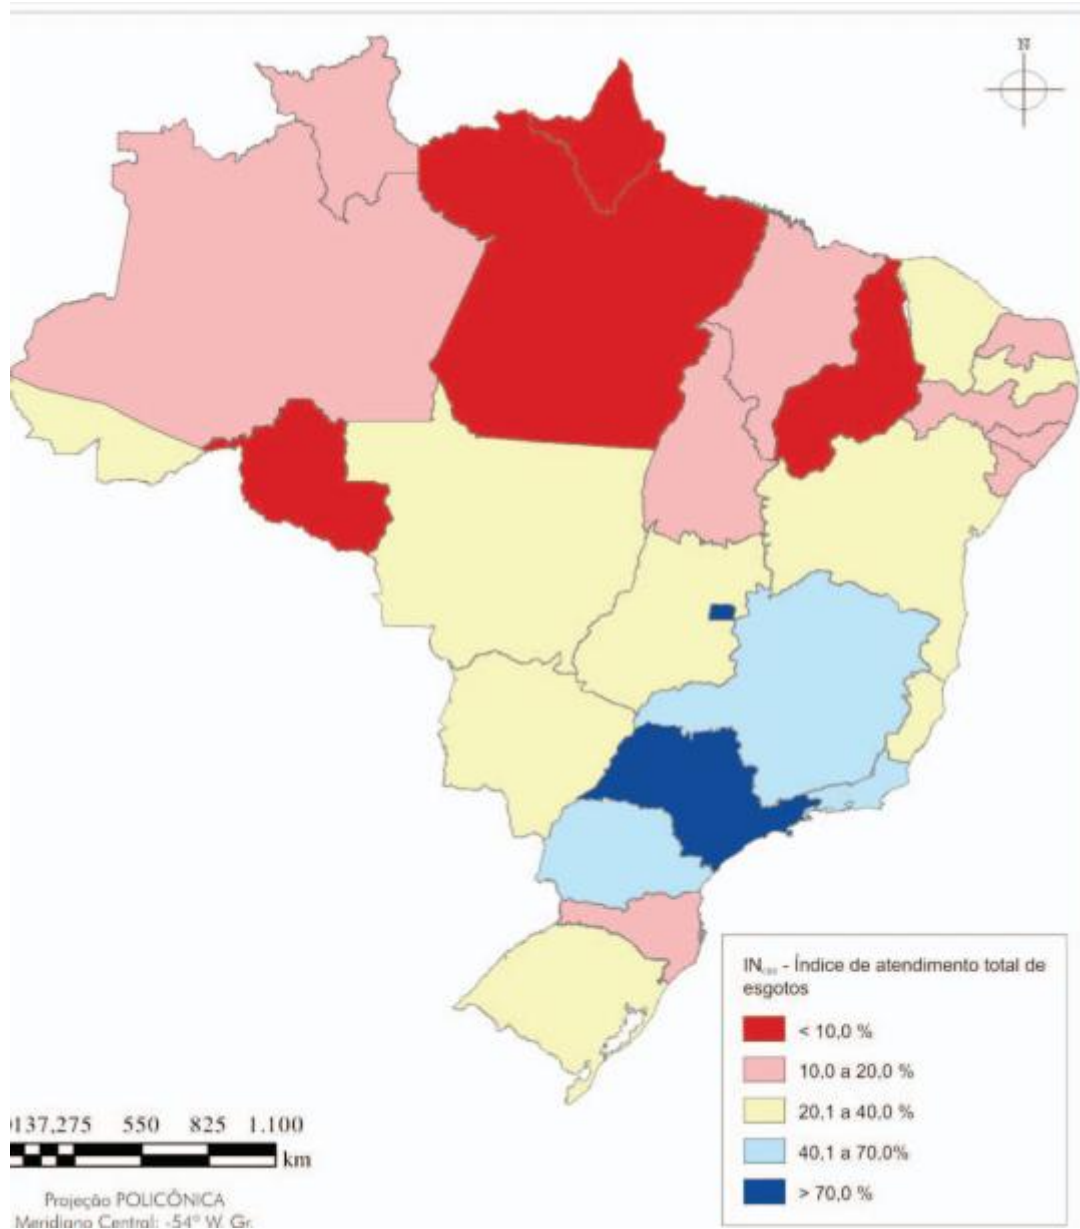 N
- Índice de atendimento total de
esgotos
< 10,0 %
10,0 a 20,0 %
20,1 a 40,0 %
40,1 a 70,0%
> 70,0 %
137,275 550 825 1.100
km
Projeção POLICÔNICA
Meridiano Central: -54° W. Gr.